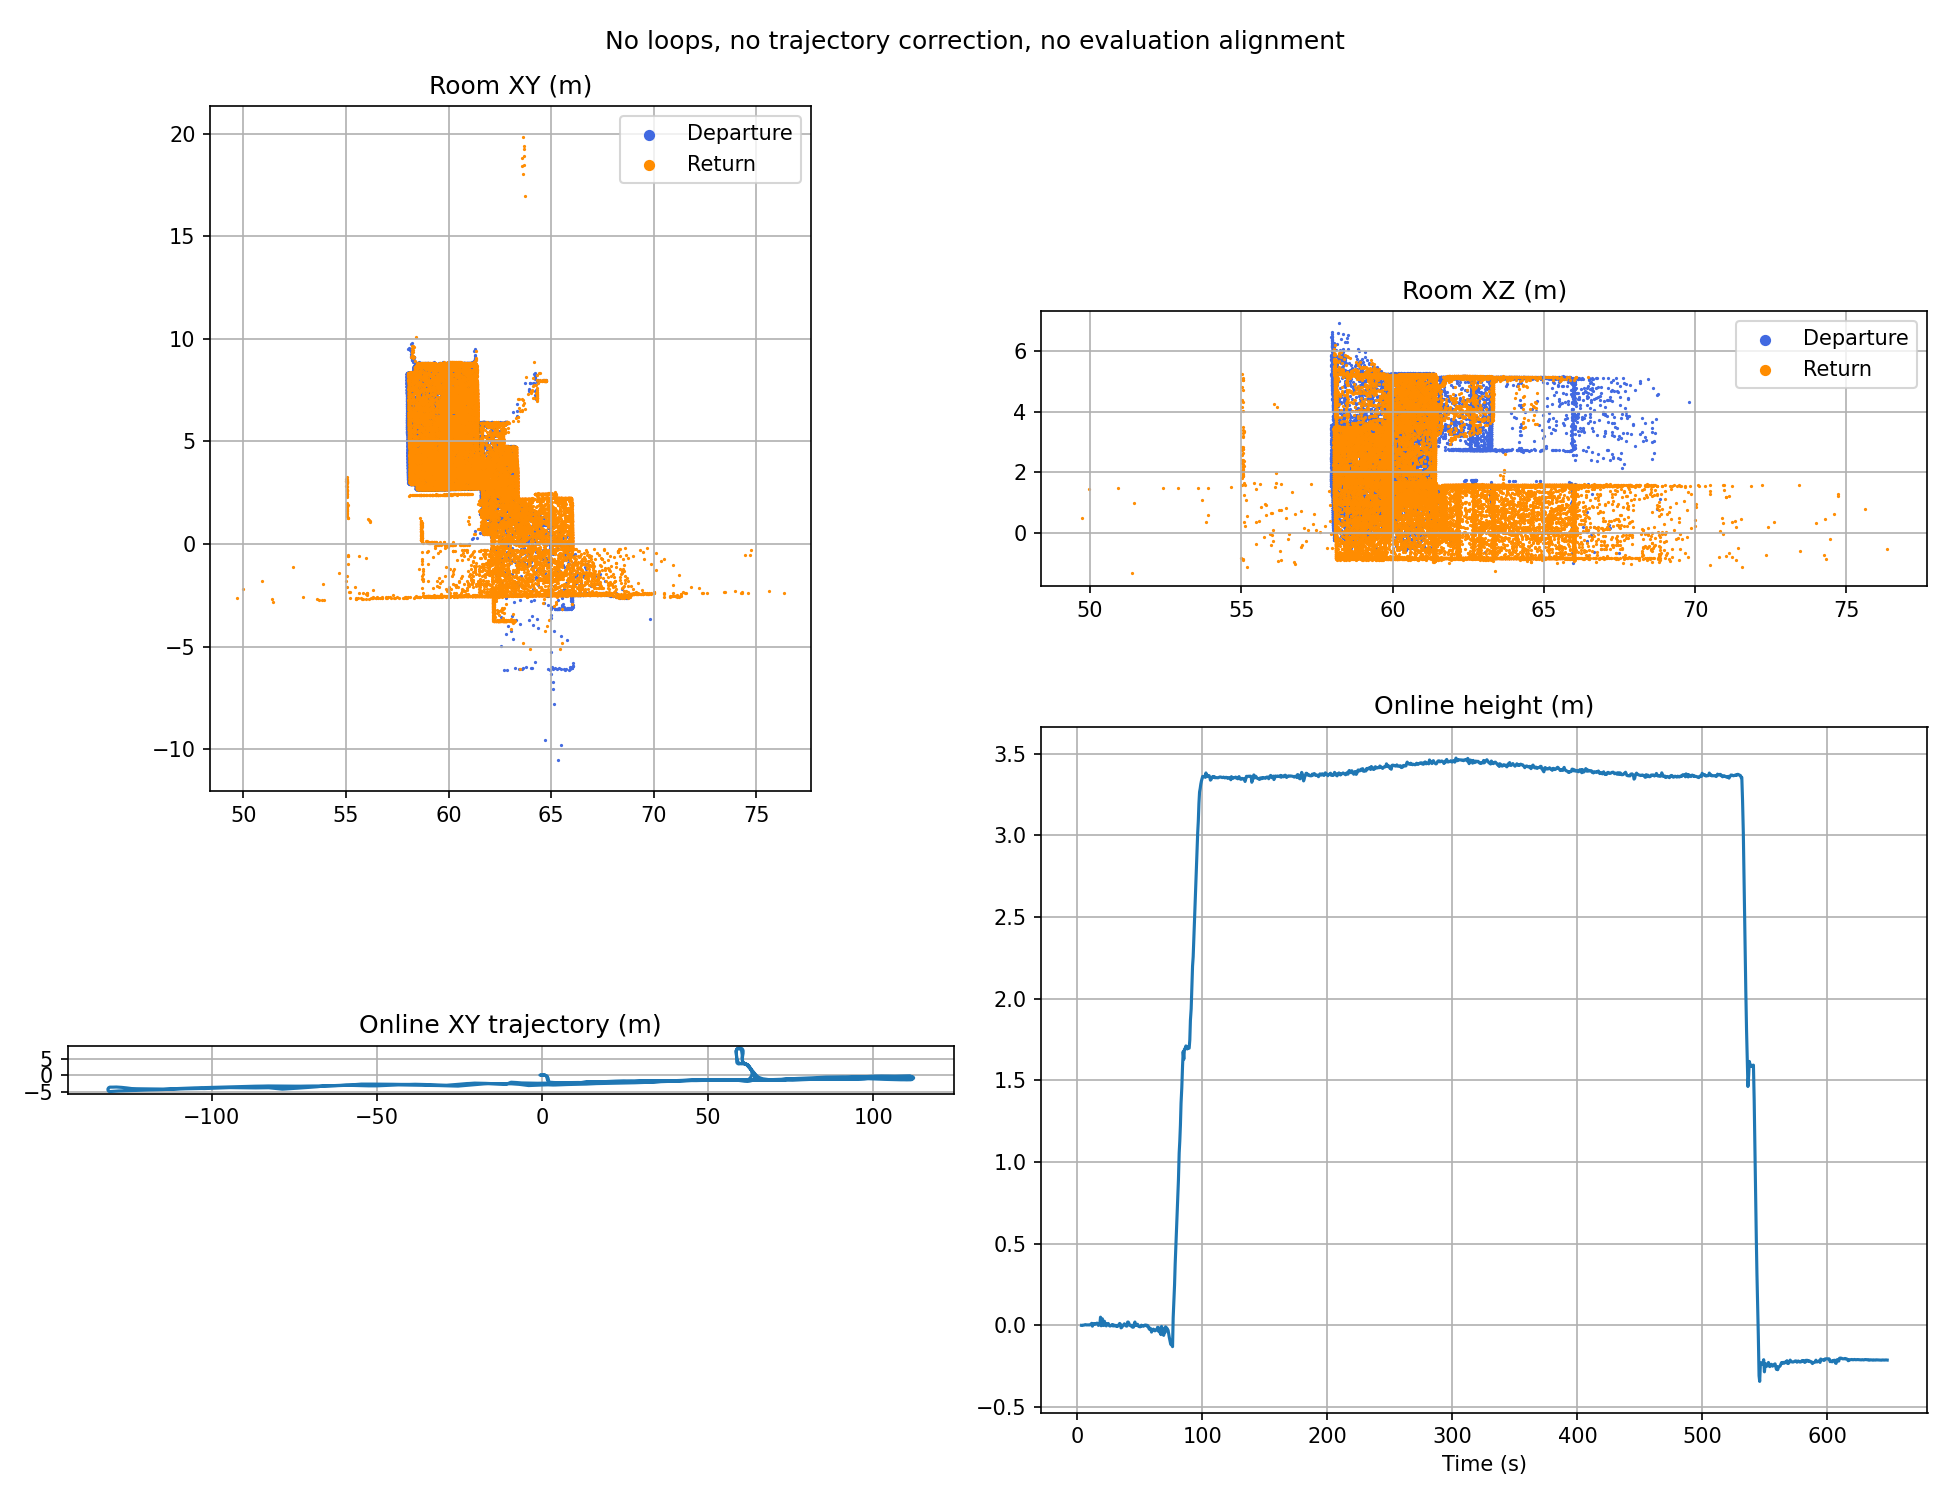 No loops, no trajectory correction, no evaluation alignment
Room XY (m)
20
15
10
5
0
−5
−10
50 55 60 65 70 75
Departure
Return
Room XZ (m)
6
4
2
0
50 55 60 65 70 75
Departure
Return
Online XY trajectory (m)
5
0
−5
−100 −50 0 50 100
Online height (m)
3.5
3.0
2.5
2.0
1.5
1.0
0.5
0.0
−0.5
0 100 200 300 400 500 600
Time (s)